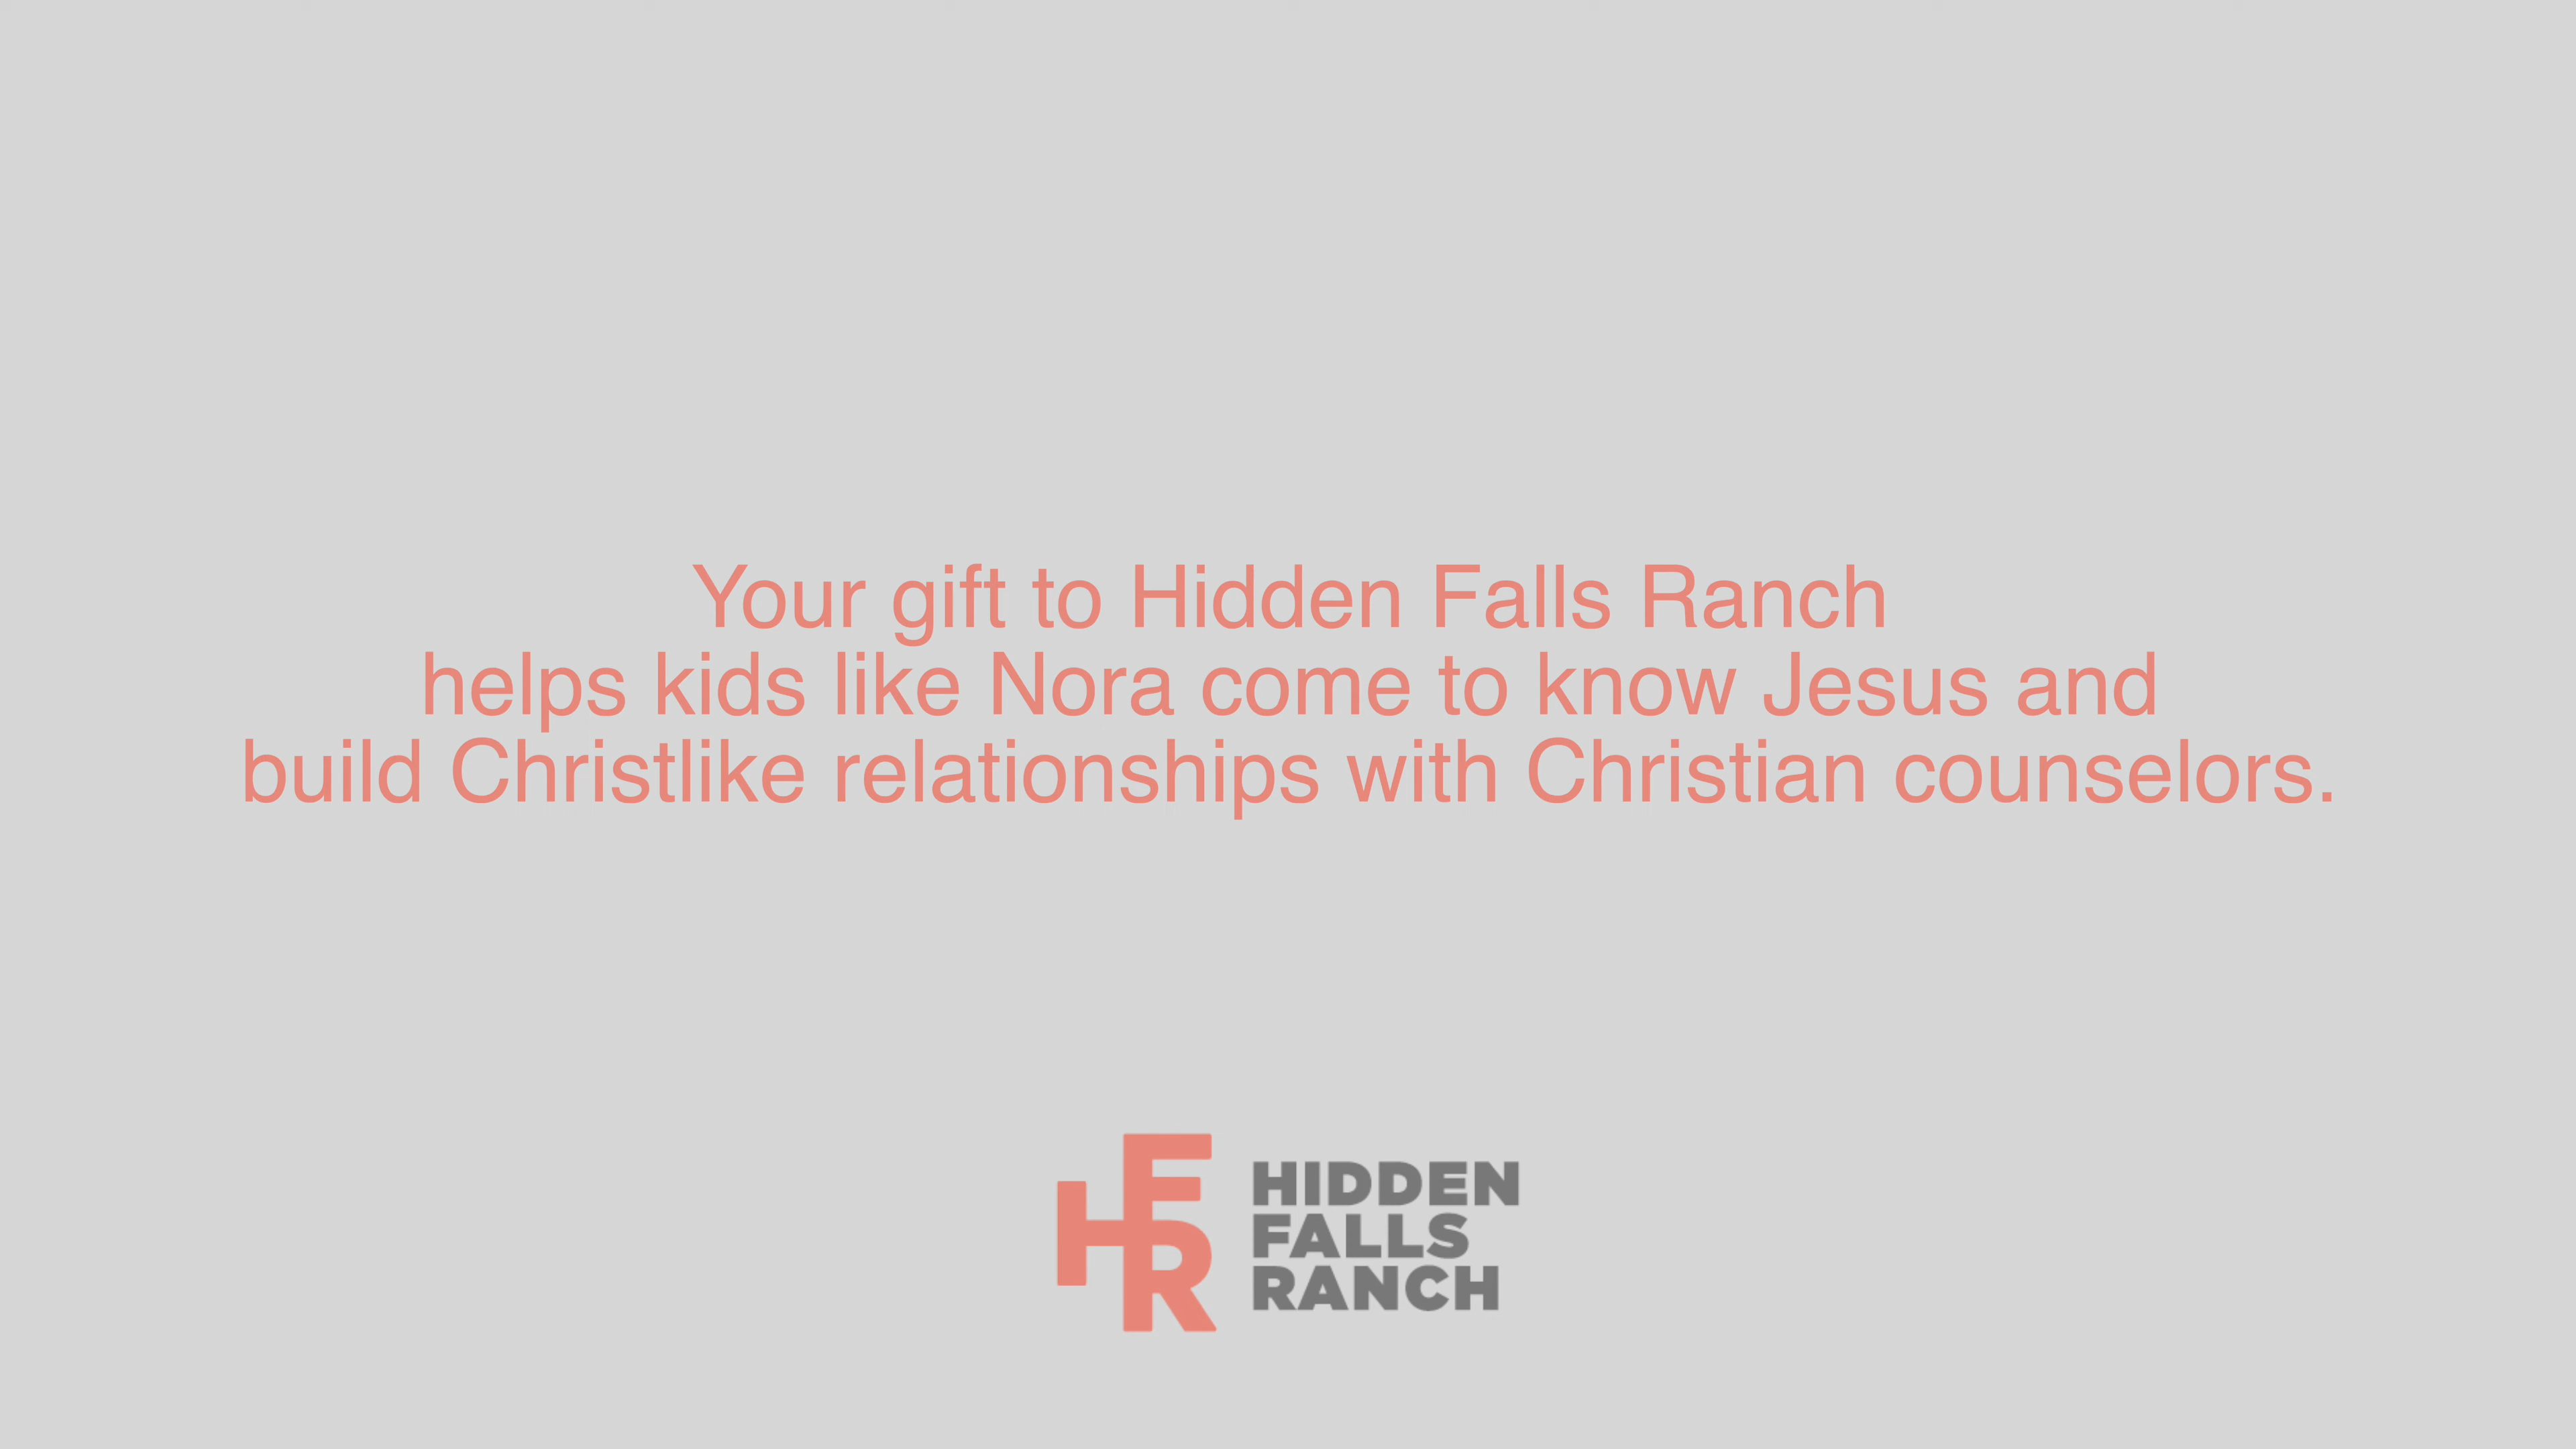 Your gift to Hidden Falls Ranch
helps kids like Nora come to know Jesus and
build Christlike relationships with Christian counselors.
HFR
HIDDEN
FALLS
RANCH